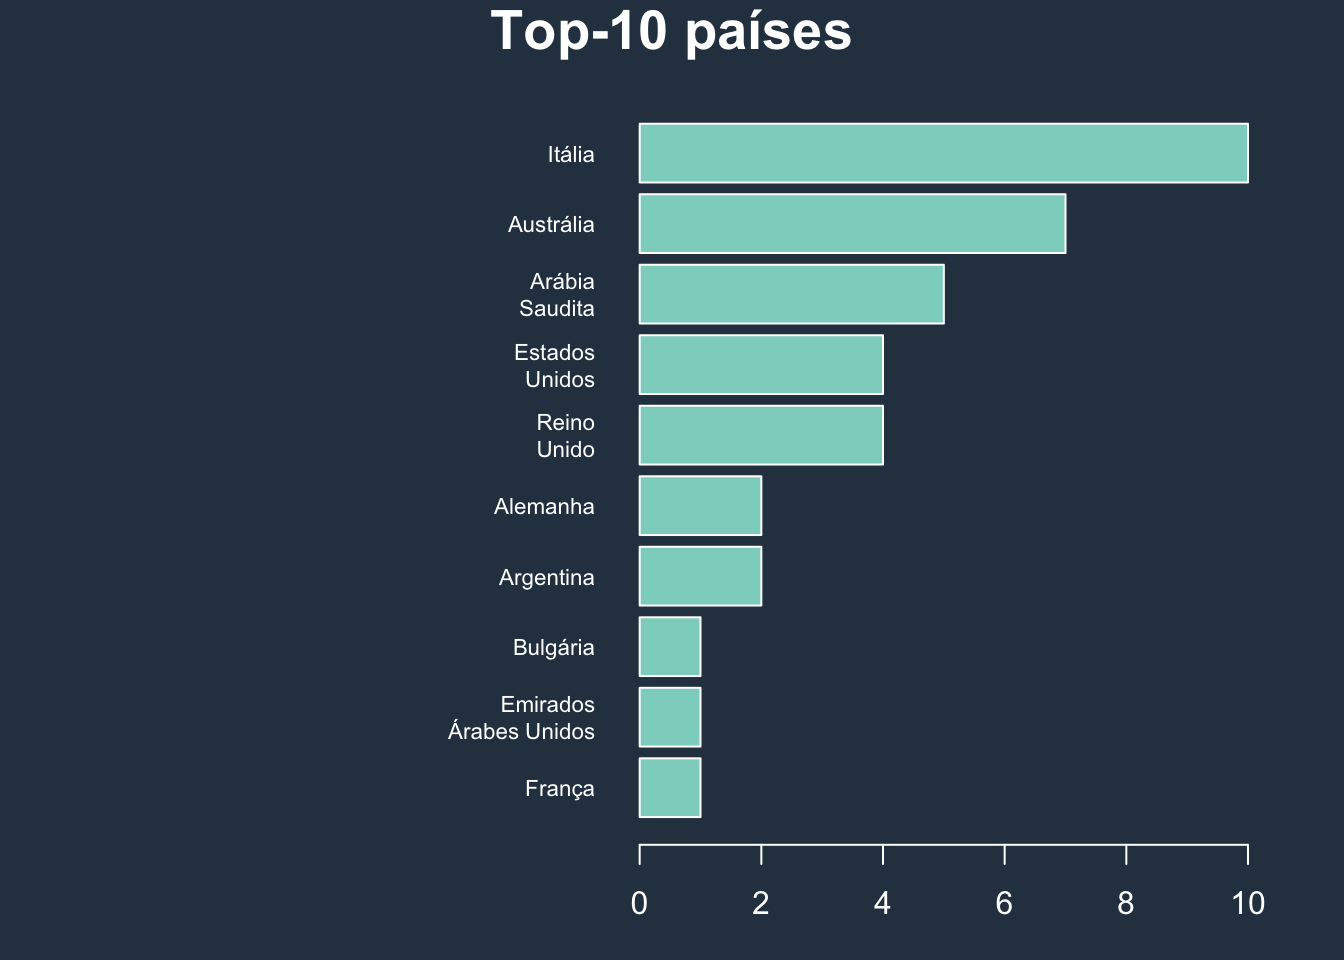 Top-10 países
Itália
Austrália
Arábia
Saudita
Estados
Unidos
Reino
Unido
Alemanha
Argentina
Bulgária
Emirados
Árabes Unidos
França
0 2 4 6 8 10